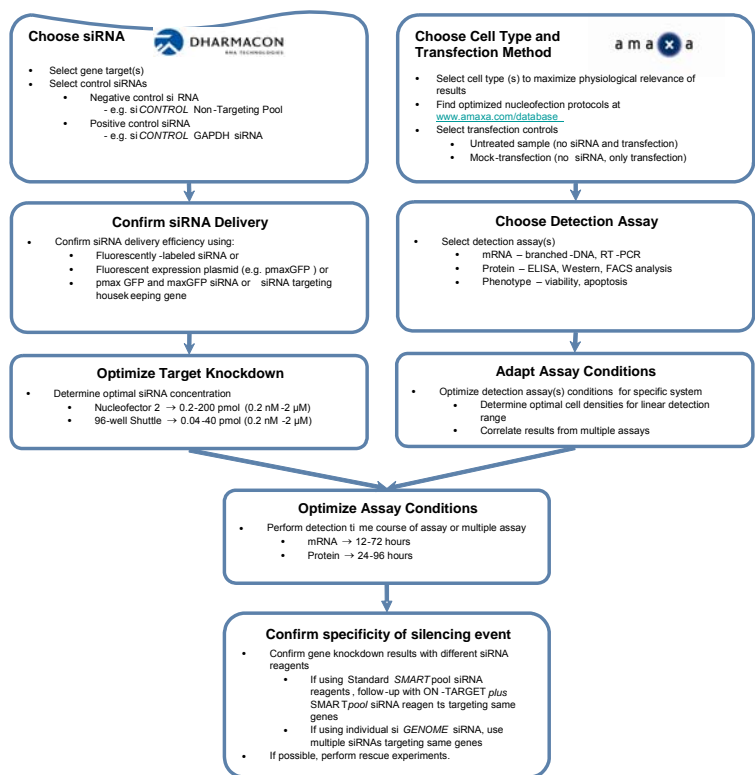 Choose siRNA
DHARMACON
RNA TECHNOLOGIES
• Select gene target(s)
• Select control siRNAs
• Negative control si RNA
- e.g. siCONTROL Non-Targeting Pool
• Positive control siRNA
- e.g. siCONTROL GAPDH siRNA
Choose Cell Type and
Transfection Method
amaxa
• Select cell type (s) to maximize physiological relevance of
results
• Find optimized nucleofection protocols at
www.amaxa.com/database
• Select transfection controls
• Untreated sample (no siRNA and transfection)
• Mock-transfection (no siRNA, only transfection)
Confirm siRNA Delivery
• Confirm siRNA delivery efficiency using:
• Fluorescently -labeled siRNA or
• Fluorescent expression plasmid (e.g. pmaxGFP ) or
• pmax GFP and maxGFP siRNA or siRNA targeting
housek eeping gene
Choose Detection Assay
• Select detection assay(s)
• mRNA – branched -DNA, RT -PCR
• Protein – ELISA, Western, FACS analysis
• Phenotype – viability, apoptosis
Optimize Target Knockdown
• Determine optimal siRNA concentration
• Nucleofector 2 → 0.2-200 pmol (0.2 nM -2 µM)
• 96-well Shuttle → 0.04-40 pmol (0.2 nM -2 µM)
Adapt Assay Conditions
• Optimize detection assay(s) conditions for specific system
• Determine optimal cell densities for linear detection
range
• Correlate results from multiple assays
Optimize Assay Conditions
• Perform detection ti me course of assay or multiple assay
• mRNA → 12-72 hours
• Protein → 24-96 hours
Confirm specificity of silencing event
• Confirm gene knockdown results with different siRNA
reagents
• If using Standard SMARTpool siRNA
reagents , follow-up with ON -TARGET plus
SMAR Tpool siRNA reagen ts targeting same
genes
• If using individual si GENOME siRNA, use
multiple siRNAs targeting same genes
• If possible, perform rescue experiments.